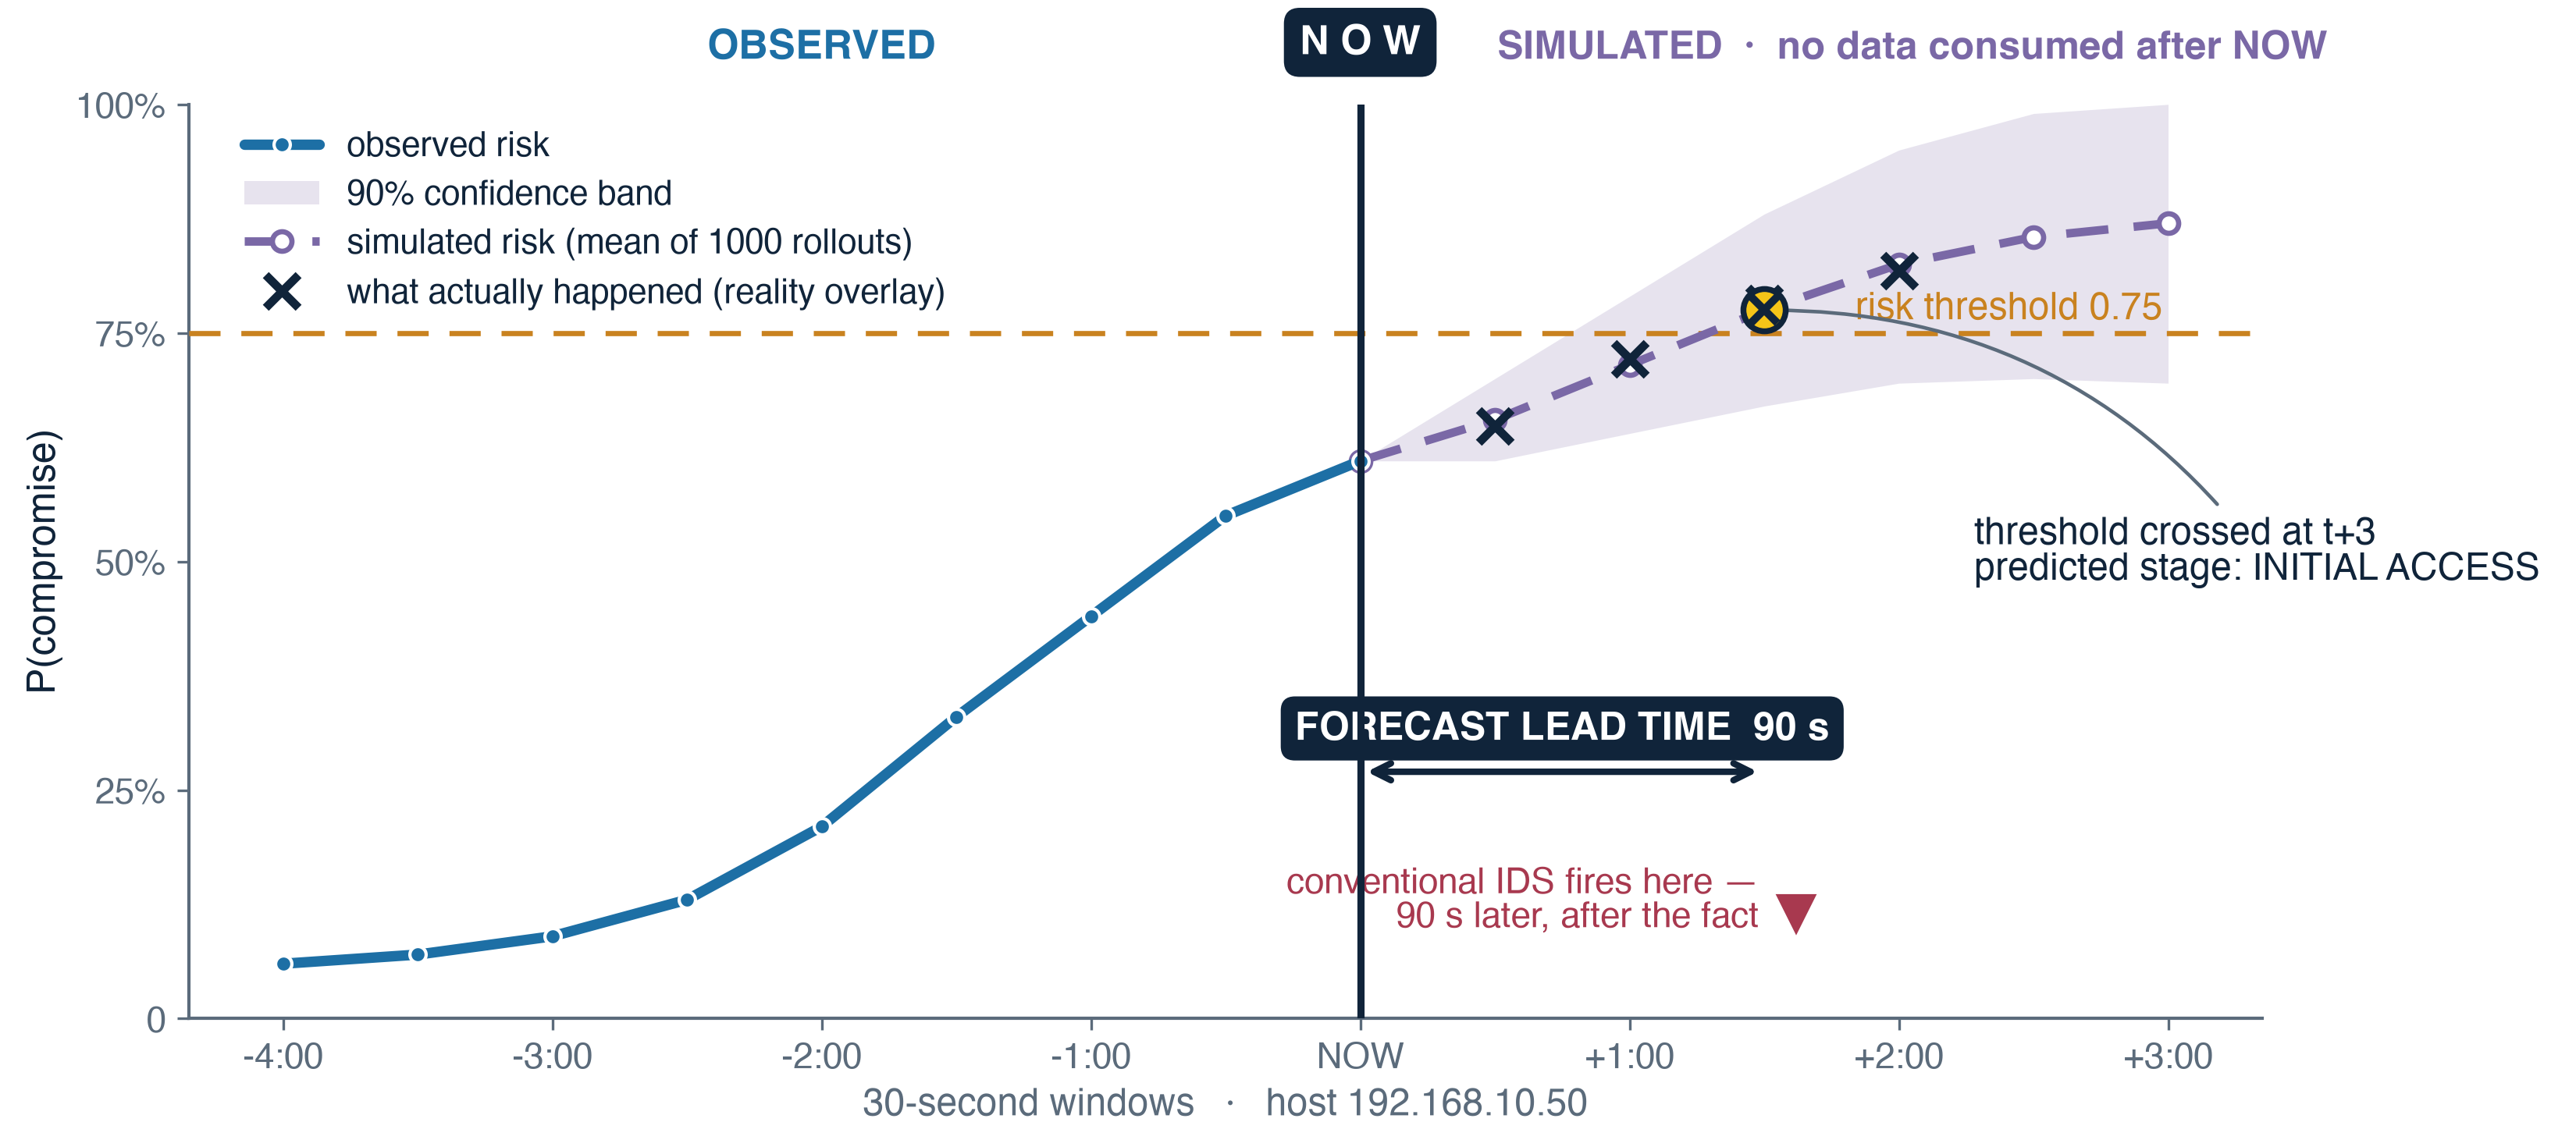 OBSERVED
NOW
SIMULATED · no data consumed after NOW
100%
observed risk
90% confidence band
simulated risk (mean of 1000 rollouts)
what actually happened (reality overlay)
risk threshold 0.75
75%
threshold crossed at t+3
predicted stage: INITIAL ACCESS
50%
P(compromise)
FORECAST LEAD TIME 90 s
25%
conventional IDS fires here —
90 s later, after the fact
0
-4:00 -3:00 -2:00 -1:00 NOW +1:00 +2:00 +3:00
30-second windows · host 192.168.10.50